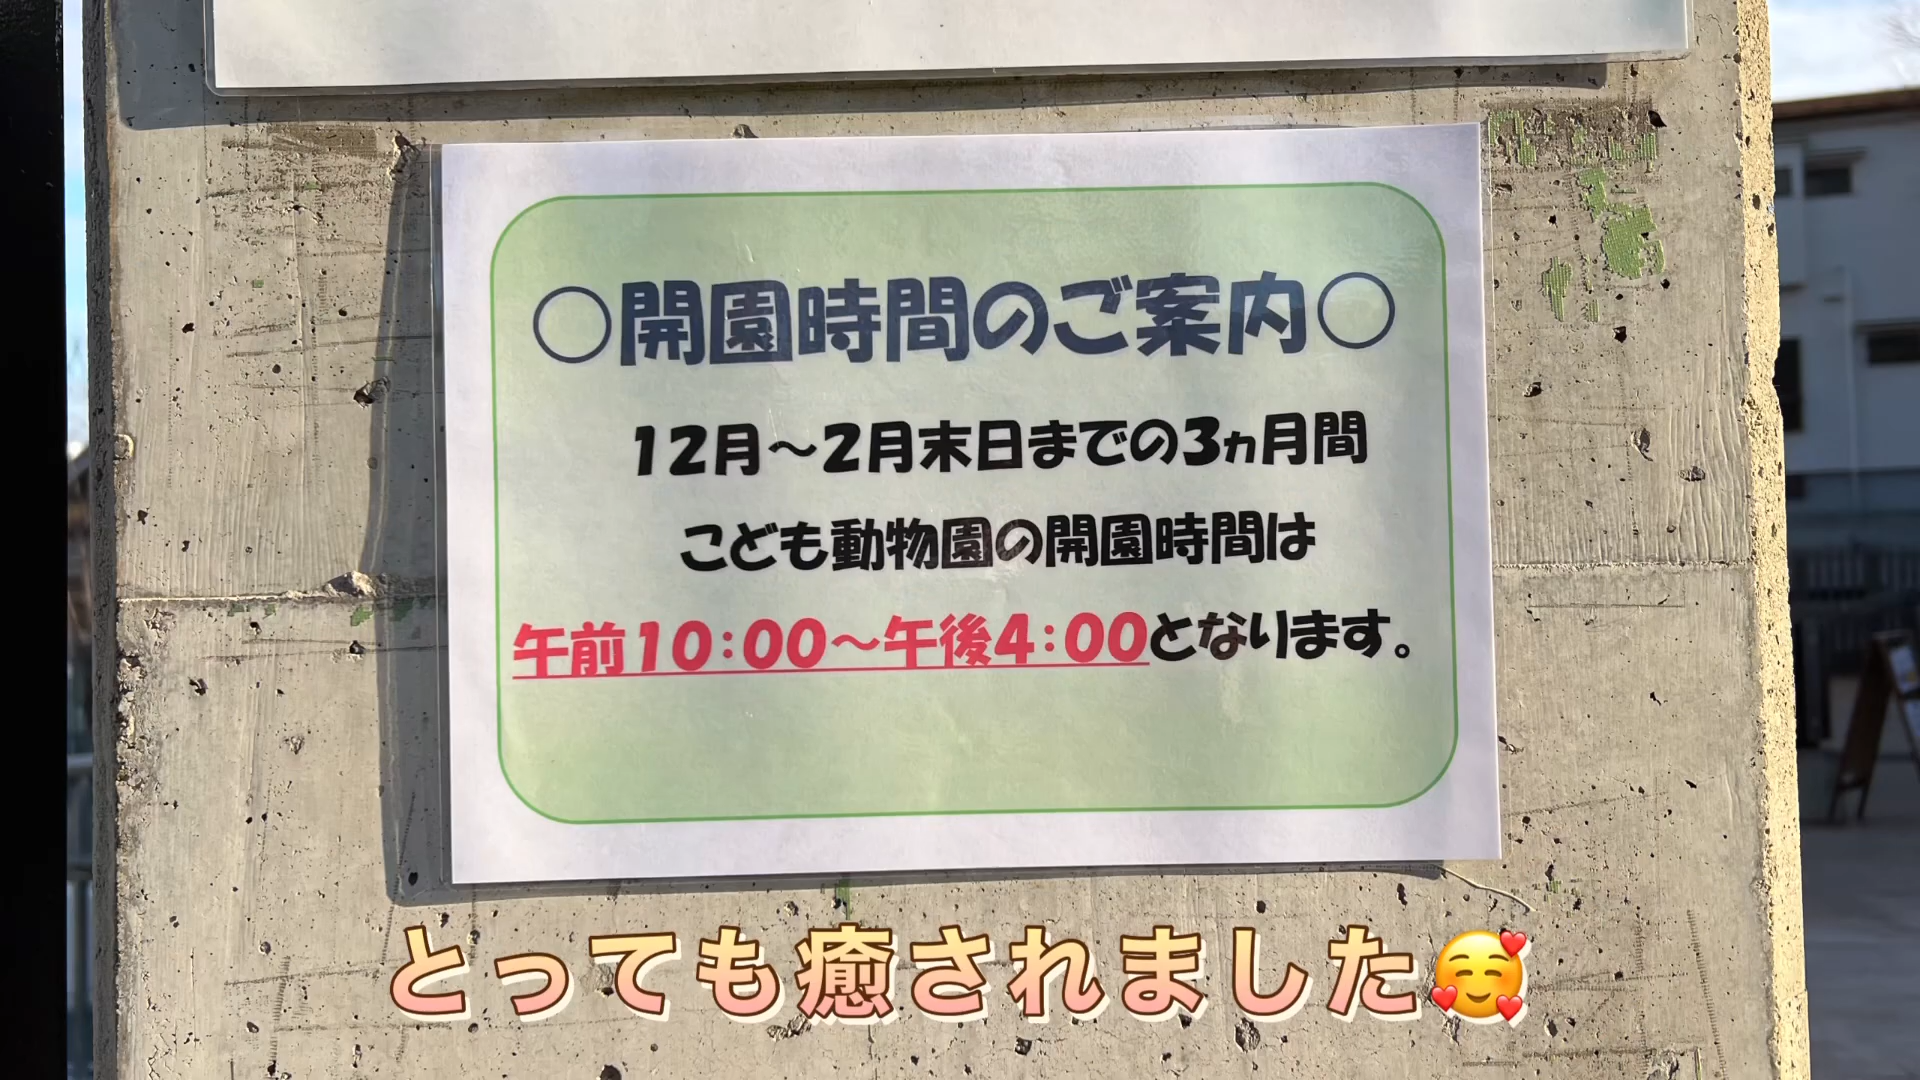 ○開園時間のご案内○
12月～2月末日までの3ヵ月間
こども動物園の開園時間は
午前10:00～午後4:00となります。
とっても癒されました🥰